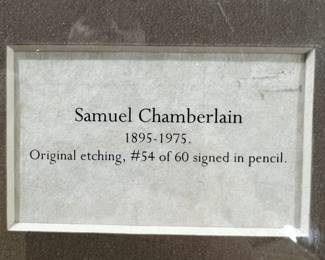 Samuel Chamberlain
1895-1975.
Original etching, #54 of 60 signed in pencil.